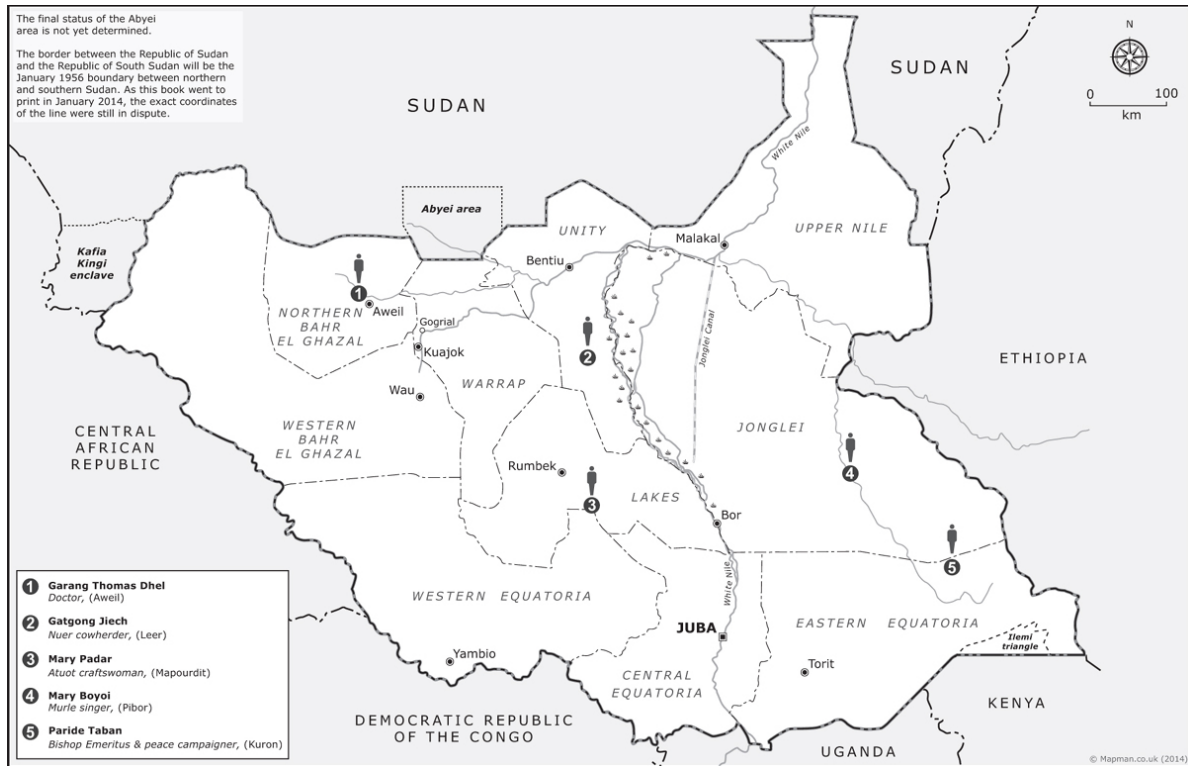 The final status of the Abyei
area is not yet determined.
The border between the Republic of Sudan
and the Republic of South Sudan will be the
January 1956 boundary between northern
and southern Sudan. As this book went to
print in January 2014, the exact coordinates
of the line were still in dispute.
N
0 100
km
SUDAN
SUDAN
White Nile
Abyei area
UNITY
Malakal
UPPER NILE
Kafia
Kingi
enclave
Bentiu
1
Aweil
NORTHERN
BAHR
EL GHAZAL
Gogrial
Kuajok
2
Jonglei Canal
ETHIOPIA
Wau
WARRAP
CENTRAL
AFRICAN
REPUBLIC
WESTERN
BAHR
EL GHAZAL
JONGLEI
4
Rumbek
3
LAKES
Bor
5
White Nile
WESTERN EQUATORIA
JUBA
EASTERN EQUATORIA
Ilemi
triangle
Yambio
Torit
CENTRAL
EQUATORIA
KENYA
DEMOCRATIC REPUBLIC
OF THE CONGO
UGANDA
1 Garang Thomas Dhel
Doctor, (Aweil)
2 Gatgong Jiech
Nuer cowherder, (Leer)
3 Mary Padar
Atuot craftswoman, (Mapourdit)
4 Mary Boyoi
Murle singer, (Pibor)
5 Paride Taban
Bishop Emeritus & peace campaigner, (Kuron)
© Mapman.co.uk (2014)